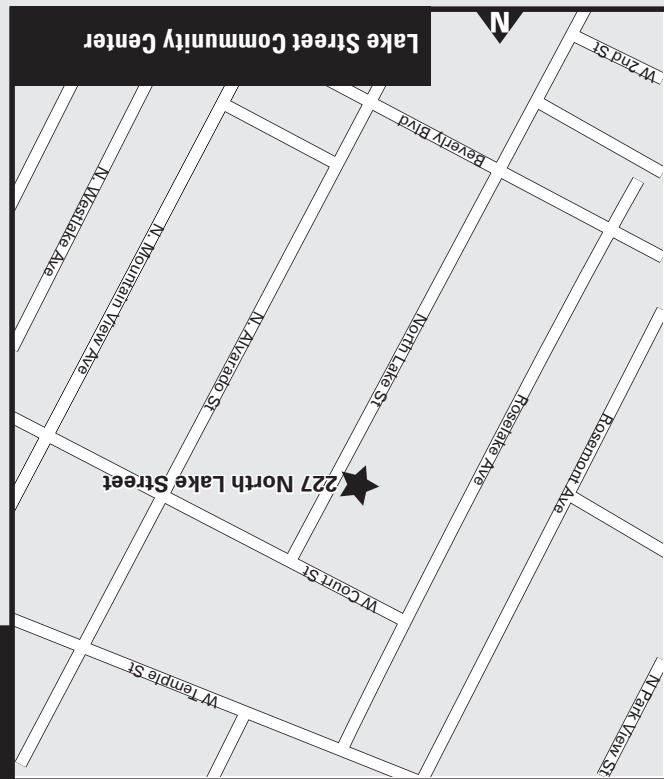 N Park View St
W Temple St
W Court St
227 North Lake Street
Rosemont Ave
Roselake Ave
North Lake St
N. Alvarado St
N. Mountain View Ave
N. Westlake Ave
Beverly Blvd
W 2nd St
N
Lake Street Community Center